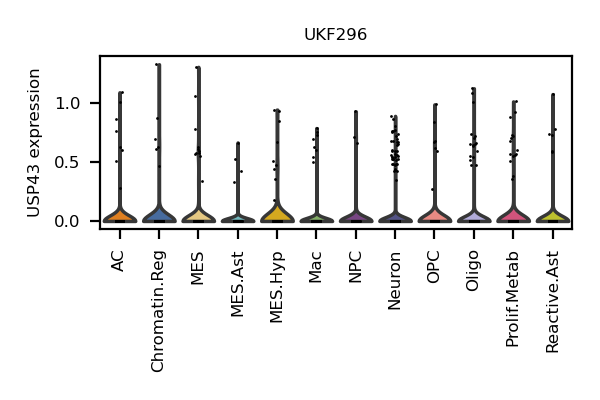 UKF296
USP43 expression
1.0
0.5
0.0
AC
Chromatin.Reg
MES
MES.Ast
MES.Hyp
Mac
NPC
Neuron
OPC
Oligo
Prolif.Metab
Reactive.Ast